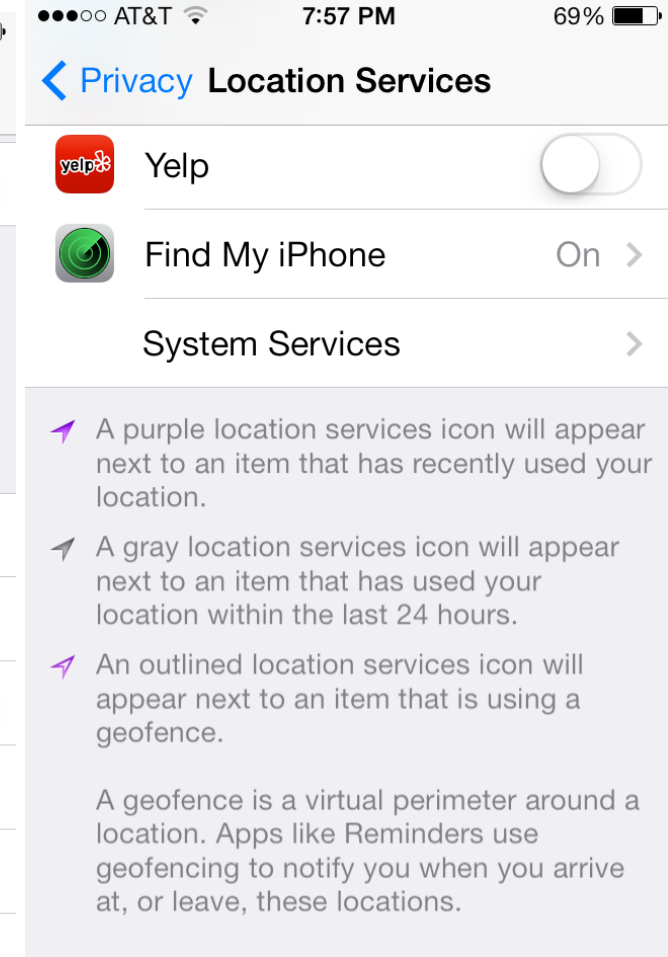 AT&T 7:57 PM 69%
Privacy Location Services
yelp Yelp
Find My iPhone On
System Services
A purple location services icon will appear
next to an item that has recently used your
location.
A gray location services icon will appear
next to an item that has used your
location within the last 24 hours.
An outlined location services icon will
appear next to an item that is using a
geofence.
A geofence is a virtual perimeter around a
location. Apps like Reminders use
geofencing to notify you when you arrive
at, or leave, these locations.